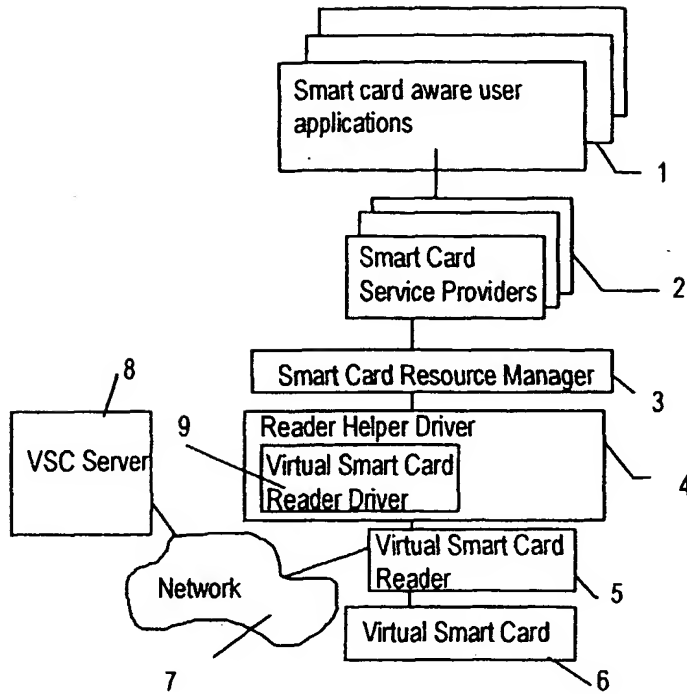 Smart card aware user
applications
1
Smart Card
Service Providers
2
Smart Card Resource Manager
3
8
VSC Server
9
Reader Helper Driver
Virtual Smart Card
Reader Driver
4
Virtual Smart Card
Reader
5
Network
7
Virtual Smart Card
6